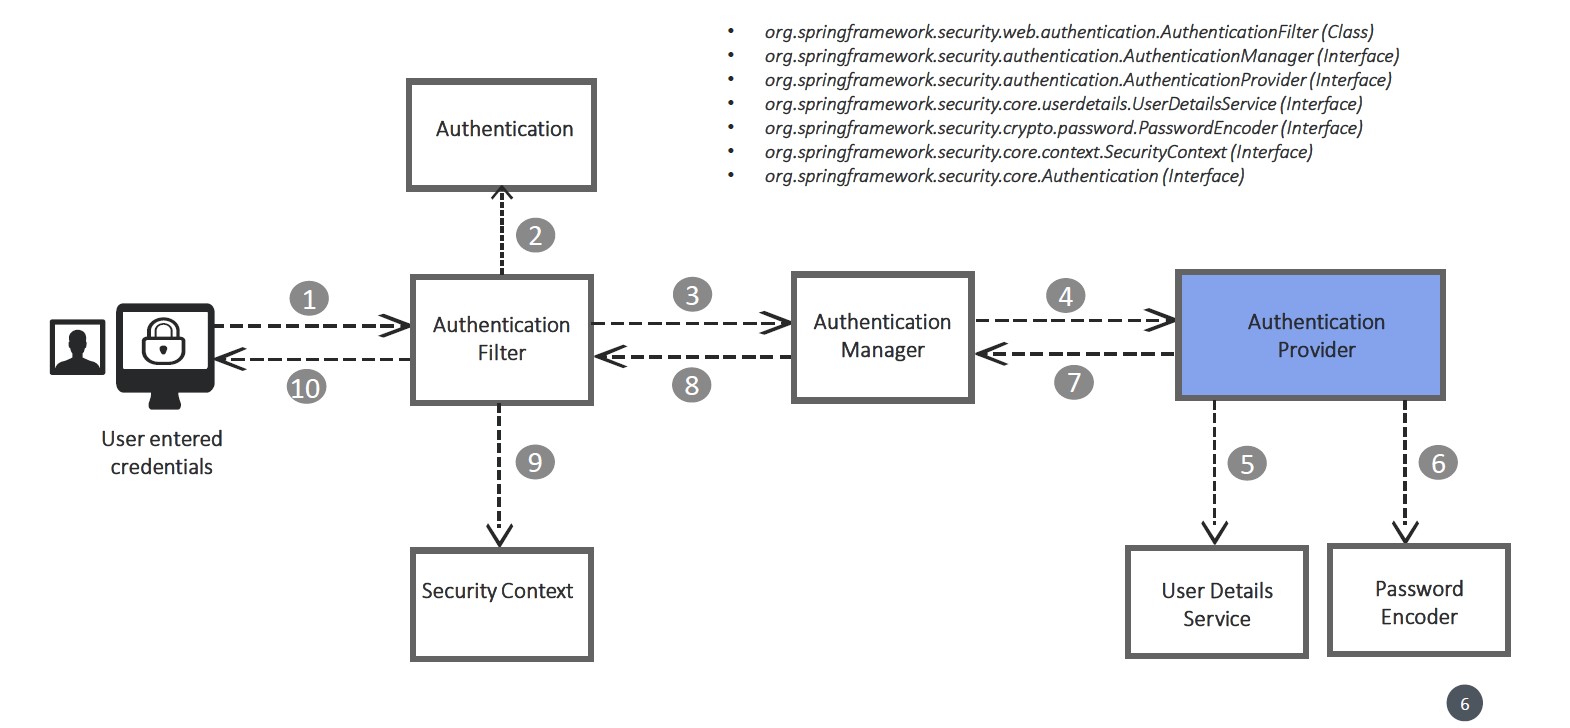 • org.springframework.security.web.authentication.AuthenticationFilter (Class)
• org.springframework.security.authentication.AuthenticationManager (Interface)
• org.springframework.security.authentication.AuthenticationProvider (Interface)
• org.springframework.security.core.userdetails.UserDetailsService (Interface)
• org.springframework.security.crypto.password.PasswordEncoder (Interface)
• org.springframework.security.core.context.SecurityContext (Interface)
• org.springframework.security.core.Authentication (Interface)
Authentication
2
1
3
4
Authentication
Filter
Authentication
Manager
Authentication
Provider
10
8
7
User entered
credentials
9
5
6
Security Context
User Details
Service
Password
Encoder
6